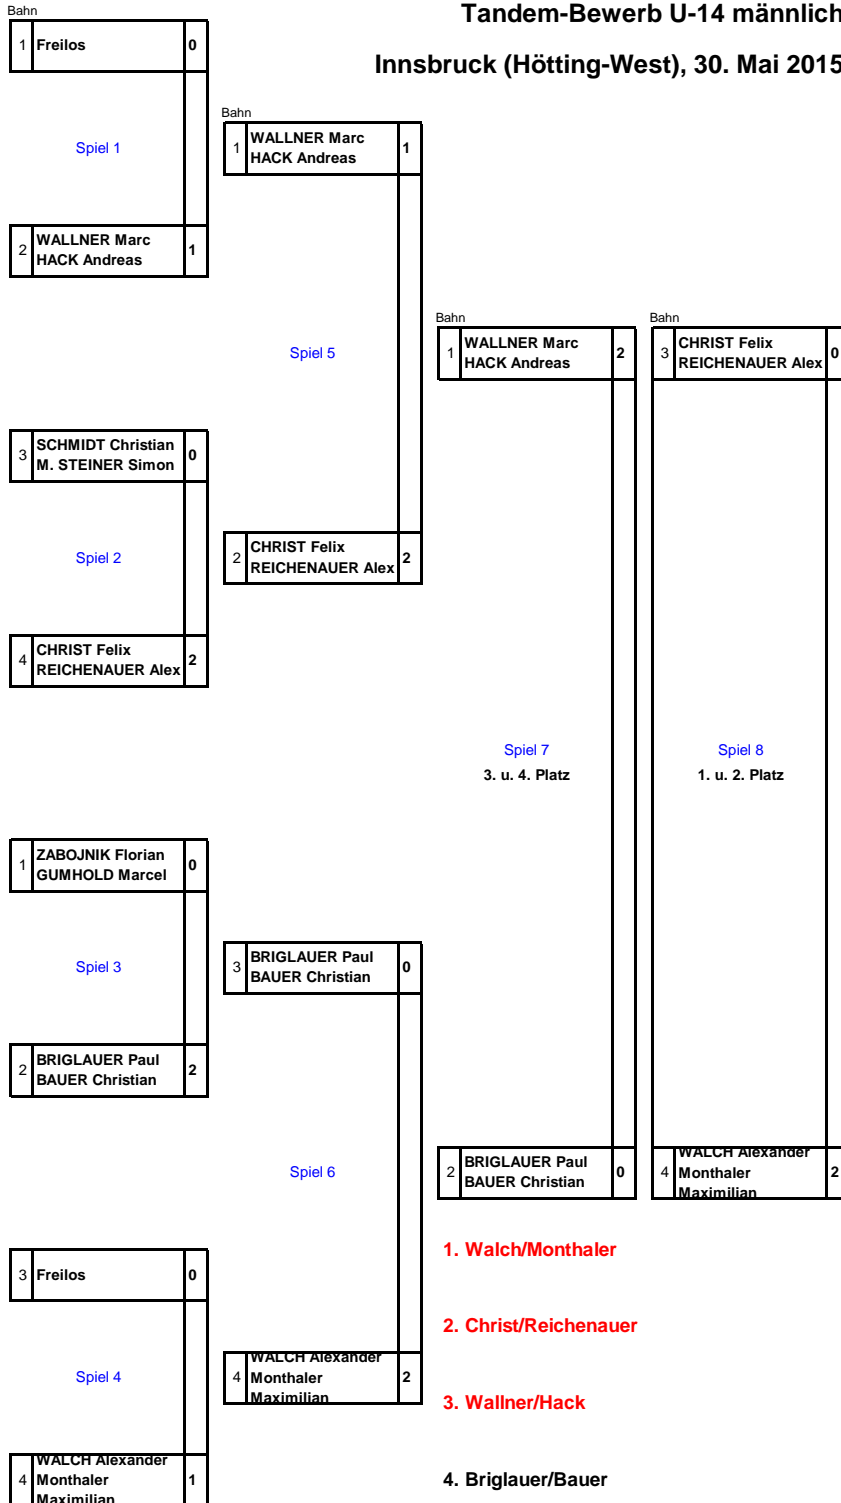 Tandem-Bewerb U-14 männlich
Innsbruck (Hötting-West), 30. Mai 2015
Bahn
1 Freilos 0
Spiel 1
2 WALLNER Marc
HACK Andreas 1
3 SCHMIDT Christian
M. STEINER Simon 0
Spiel 2
4 CHRIST Felix
REICHENAUER Alex 2
1 ZABOJNIK Florian
GUMHOLD Marcel 0
Spiel 3
2 BRIGLAUER Paul
BAUER Christian 2
3 Freilos 0
Spiel 4
4 WALCH Alexander
Monthaler
Maximilian 1
Bahn
1 WALLNER Marc
HACK Andreas 1
Spiel 5
2 CHRIST Felix
REICHENAUER Alex 2
3 BRIGLAUER Paul
BAUER Christian 0
Spiel 6
4 WALCH Alexander
Monthaler
Maximilian 2
Bahn
1 WALLNER Marc
HACK Andreas 2
Spiel 7
3. u. 4. Platz
2 BRIGLAUER Paul
BAUER Christian 0
Bahn
3 CHRIST Felix
REICHENAUER Alex 0
Spiel 8
1. u. 2. Platz
4 WALCH Alexander
Monthaler
Maximilian 2
1. Walch/Monthaler
2. Christ/Reichenauer
3. Wallner/Hack
4. Briglauer/Bauer